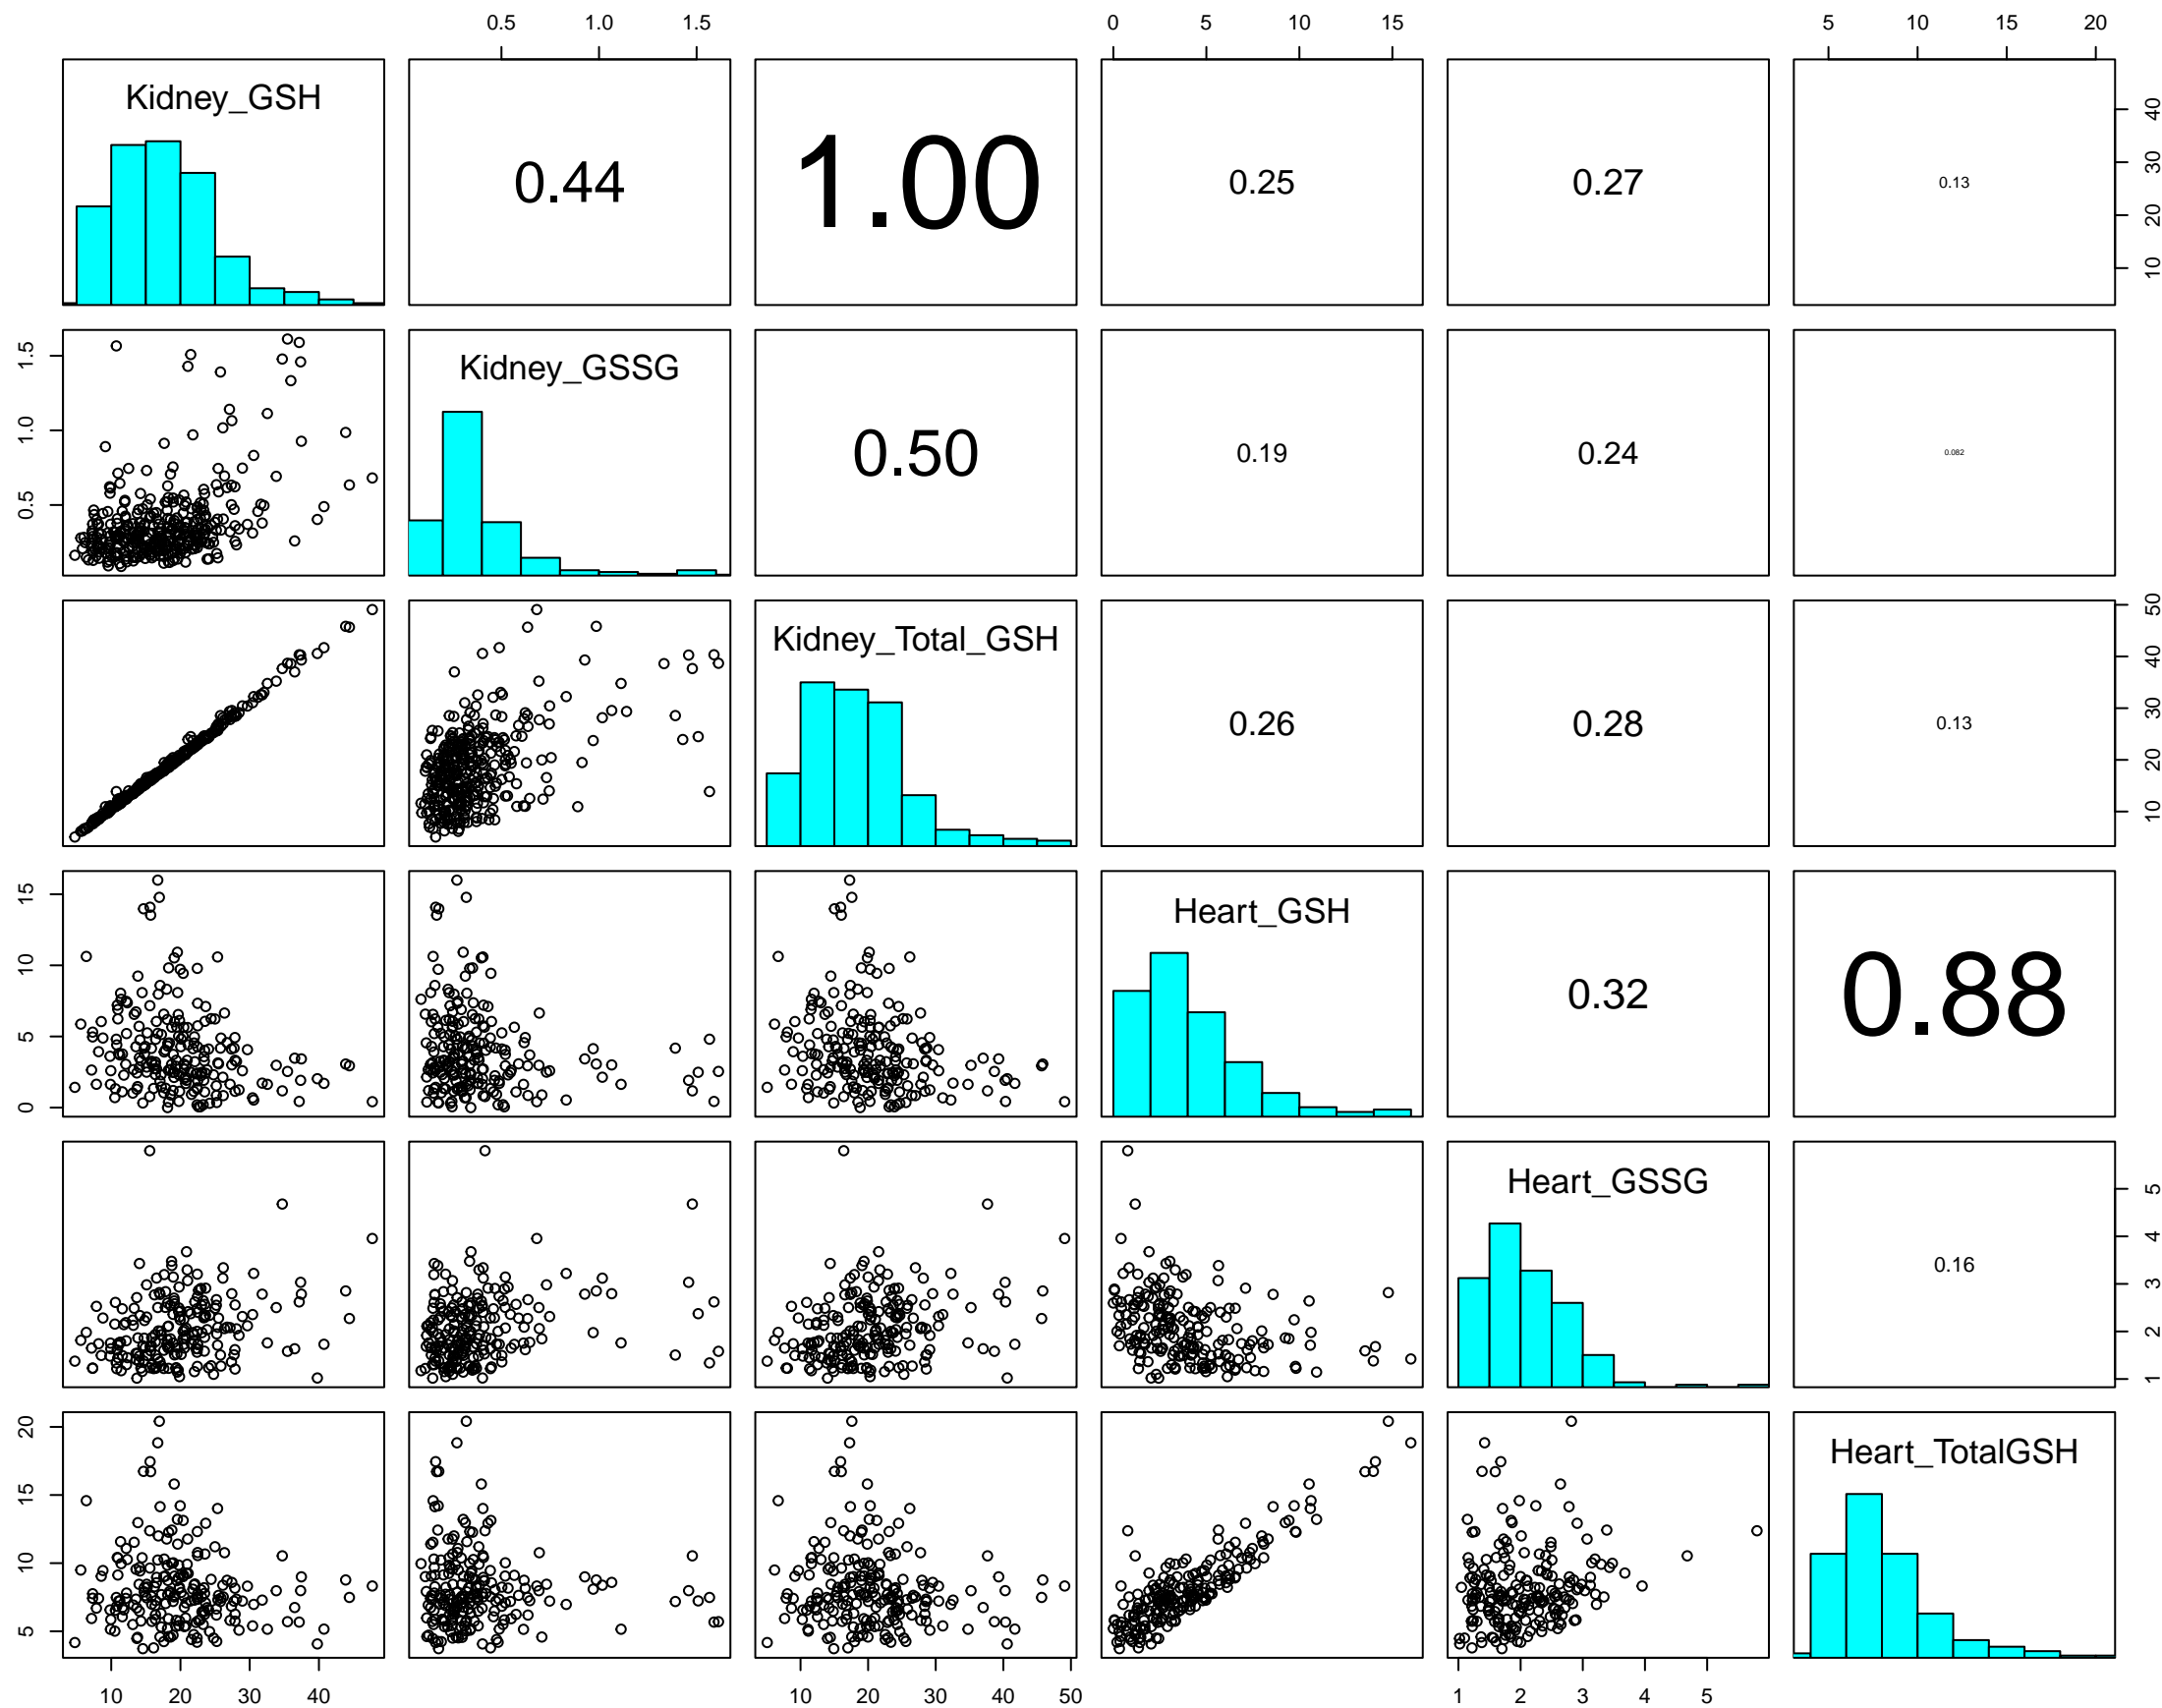 0.5 1.0 1.5 0 5 10 15 5 10 15 20
Kidney_GSH 0.44 1.00 0.25 0.27 0.13 10 20 30 40
0.5 1.0 1.5 Kidney_GSSG 0.50 0.19 0.24 0.082
Kidney_Total_GSH 0.26 0.28 0.13 10 20 30 40 50
0 5 10 15 Heart_GSH 0.32 0.88
Heart_GSSG 0.16 1 2 3 4 5
5 10 15 20 Heart_TotalGSH
10 20 30 40 10 20 30 40 50 1 2 3 4 5